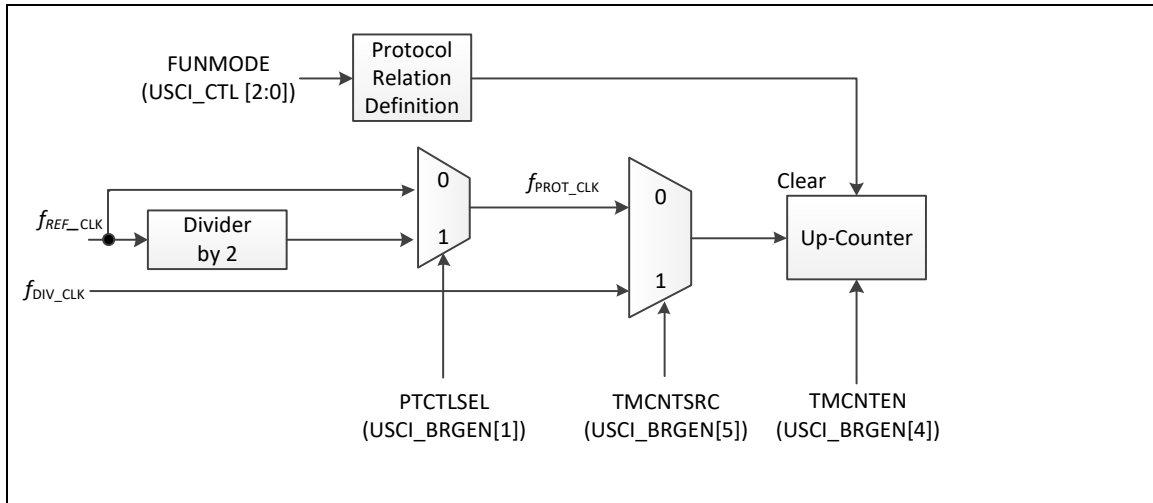 FUNMODE
(USCI_CTL [2:0])
Protocol
Relation
Definition
0
1
fPROT_CLK
0
1
Clear
Up-Counter
fREF_CLK
Divider
by 2
fDIV_CLK
PTCTLSEL
(USCI_BRGEN[1])
TMCNTSRC
(USCI_BRGEN[5])
TMCNTEN
(USCI_BRGEN[4])